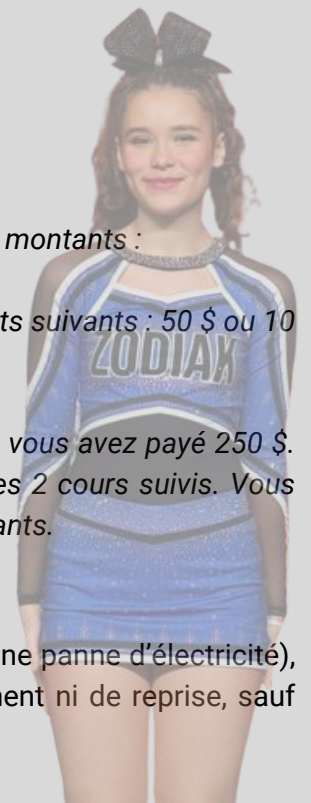 montants :
ts suivants : 50 $ ou 10
ZODIAK
vous avez payé 250 $.
es 2 cours suivis. Vous
ants.
ne panne d'électricité),
ment ni de reprise, sauf